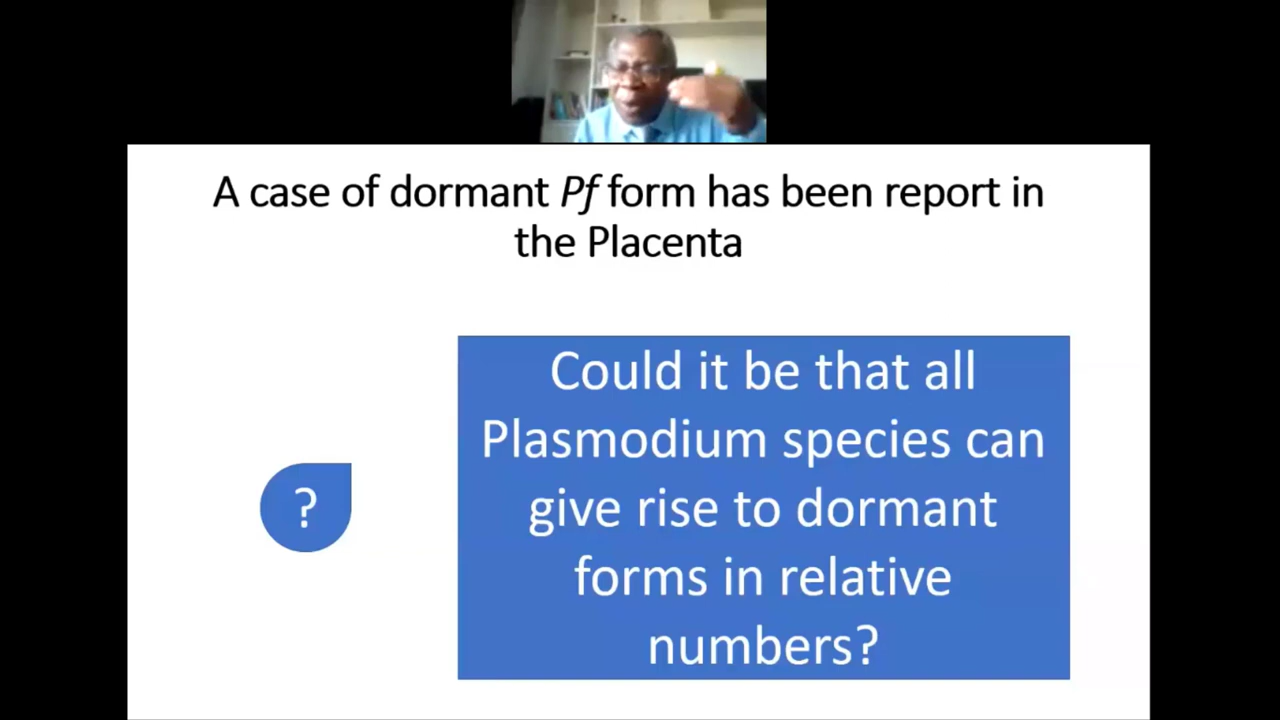 A case of dormant Pf form has been report in
the Placenta
?
Could it be that all
Plasmodium species can
give rise to dormant
forms in relative
numbers?